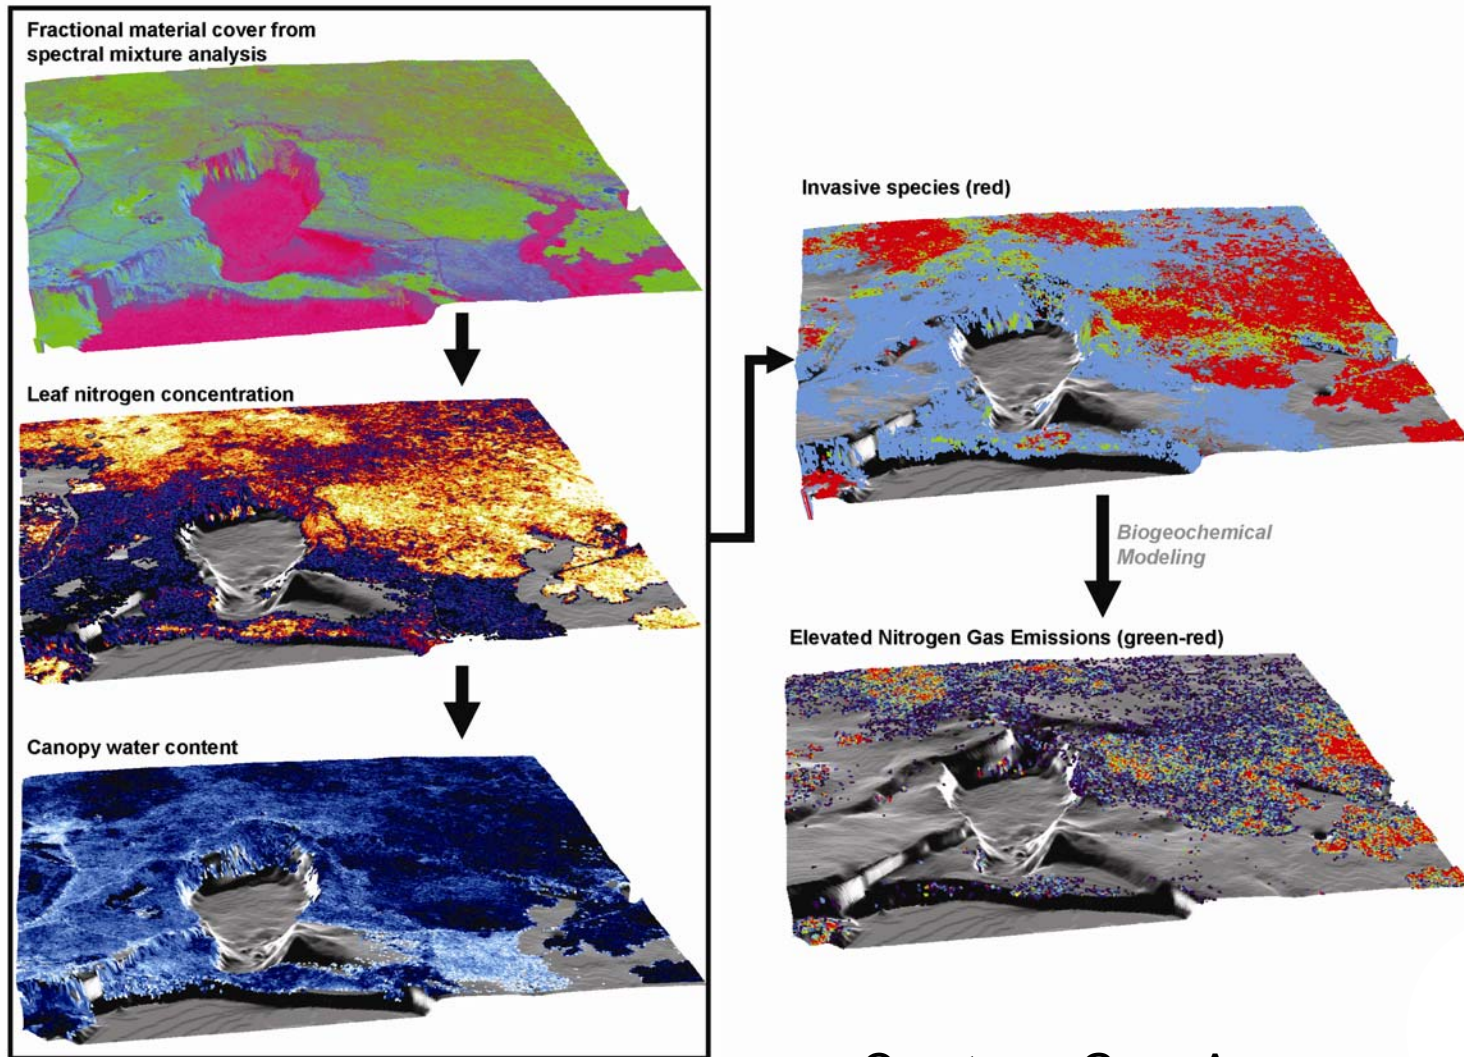 Fractional material cover from
spectral mixture analysis
Leaf nitrogen concentration
Canopy water content
Invasive species (red)
Biogeochemical
Modeling
Elevated Nitrogen Gas Emissions (green-red)